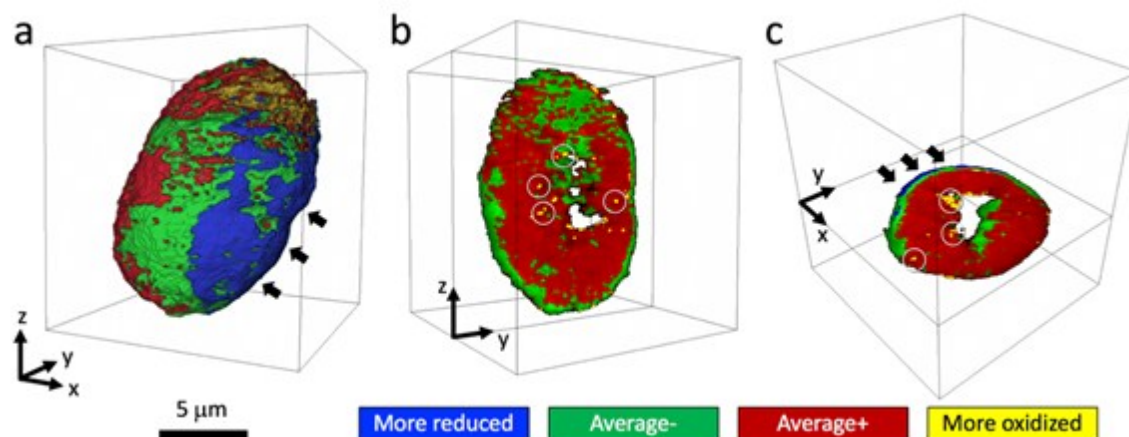 a
b
c
z
y
x
z
y
y
x
5 μm
More reduced
Average-
Average+
More oxidized